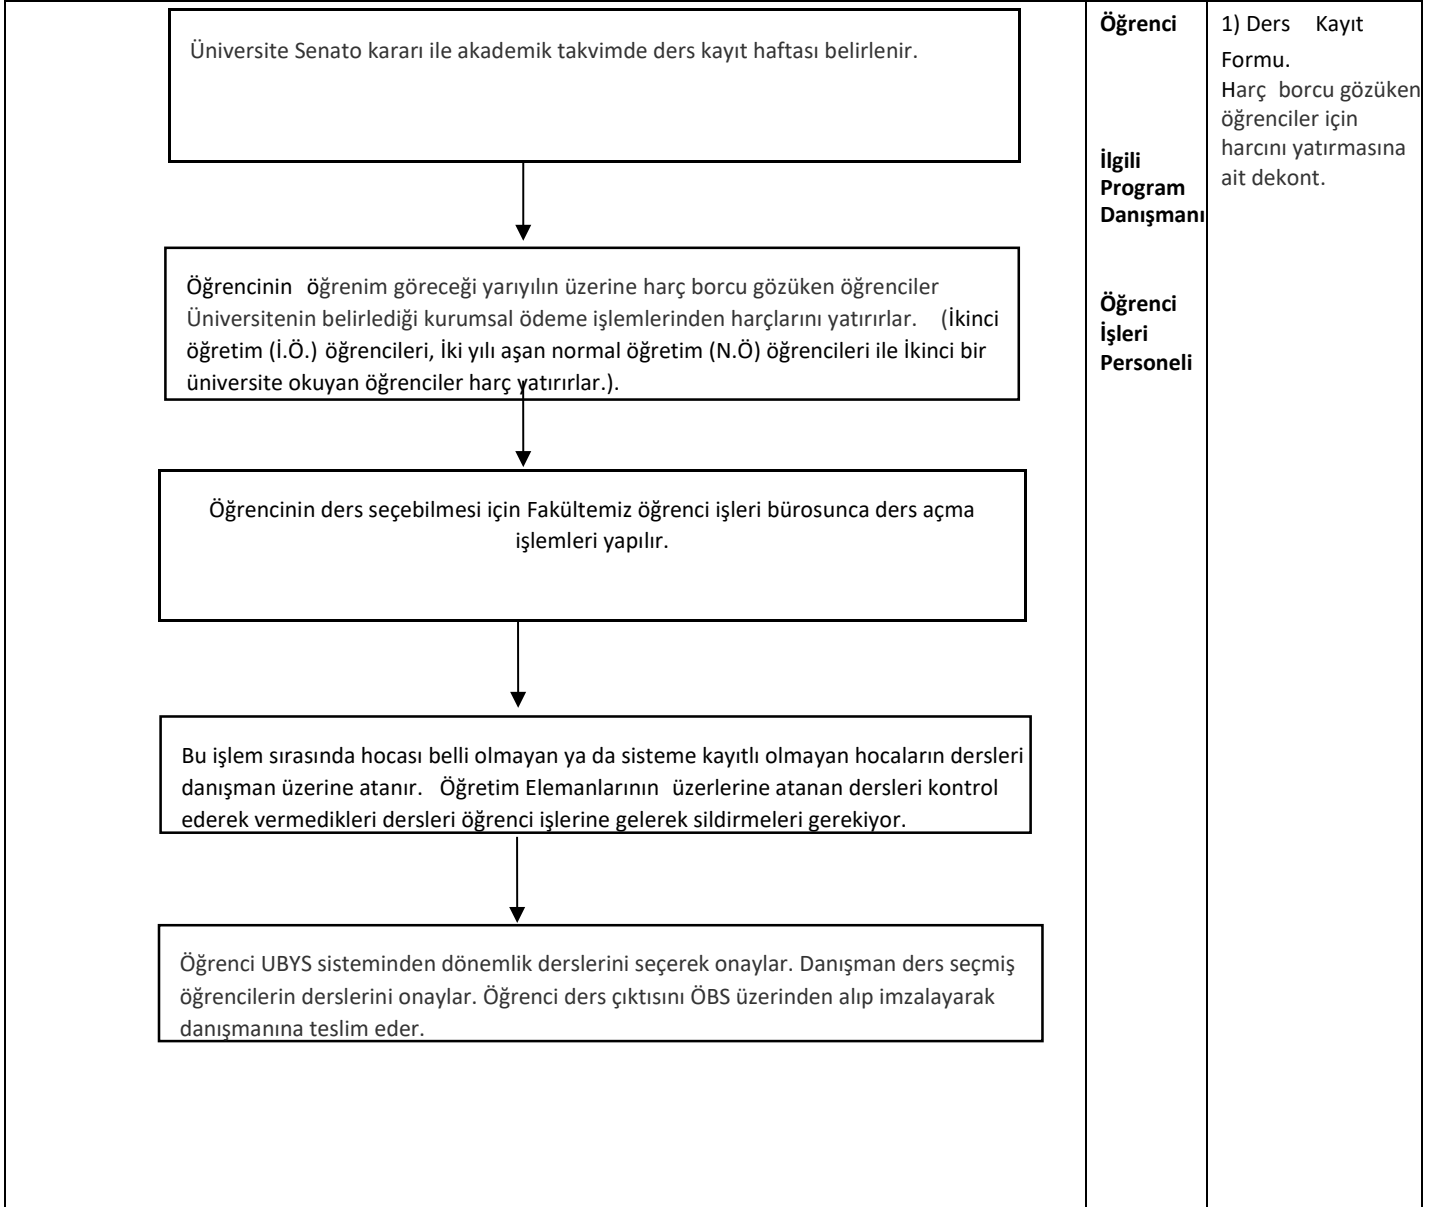 Üniversite Senato kararı ile akademik takvimde ders kayıt haftası belirlenir.
Öğrencinin öğrenim göreceği yarıyılın üzerine harç borcu gözüken öğrenciler
Üniversitenin belirlediği kurumsal ödeme işlemlerinden harçlarını yatırırlar. (İkinci
öğretim (İ.Ö.) öğrencileri, İki yılı aşan normal öğretim (N.Ö) öğrencileri ile İkinci bir
üniversite okuyan öğrenciler harç yatırırlar.).
Öğrencinin ders seçebilmesi için Fakültemiz öğrenci işleri bürosunca ders açma
işlemleri yapılır.
Bu işlem sırasında hocası belli olmayan ya da sisteme kayıtlı olmayan hocaların dersleri
danışman üzerine atanır. Öğretim Elemanlarının üzerlerine atanan dersleri kontrol
ederek vermedikleri dersleri öğrenci işlerine gelerek sildirmeleri gerekiyor.
Öğrenci UBYS sisteminden dönemlik derslerini seçerek onaylar. Danışman ders seçmiş
öğrencilerin derslerini onaylar. Öğrenci ders çıktısını ÖBS üzerinden alıp imzalayarak
danışmanına teslim eder.
Öğrenci
İlgili
Program
Danışmanı
Öğrenci
İşleri
Personeli
1) Ders Kayıt
Formu.
Harç borcu gözüken
öğrenciler için
harcını yatırmasına
ait dekont.